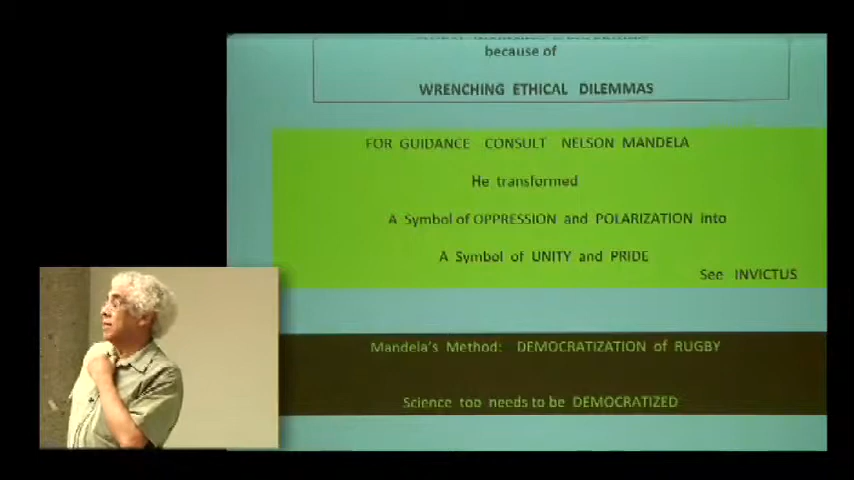 because of
WRENCHING ETHICAL DILEMMAS
FOR GUIDANCE CONSULT NELSON MANDELA
He transformed
A Symbol of OPPRESSION and POLARIZATION into
A Symbol of UNITY and PRIDE
See INVICTUS
Mandela's Method: DEMOCRATIZATION of RUGBY
Science too needs to be DEMOCRATIZED